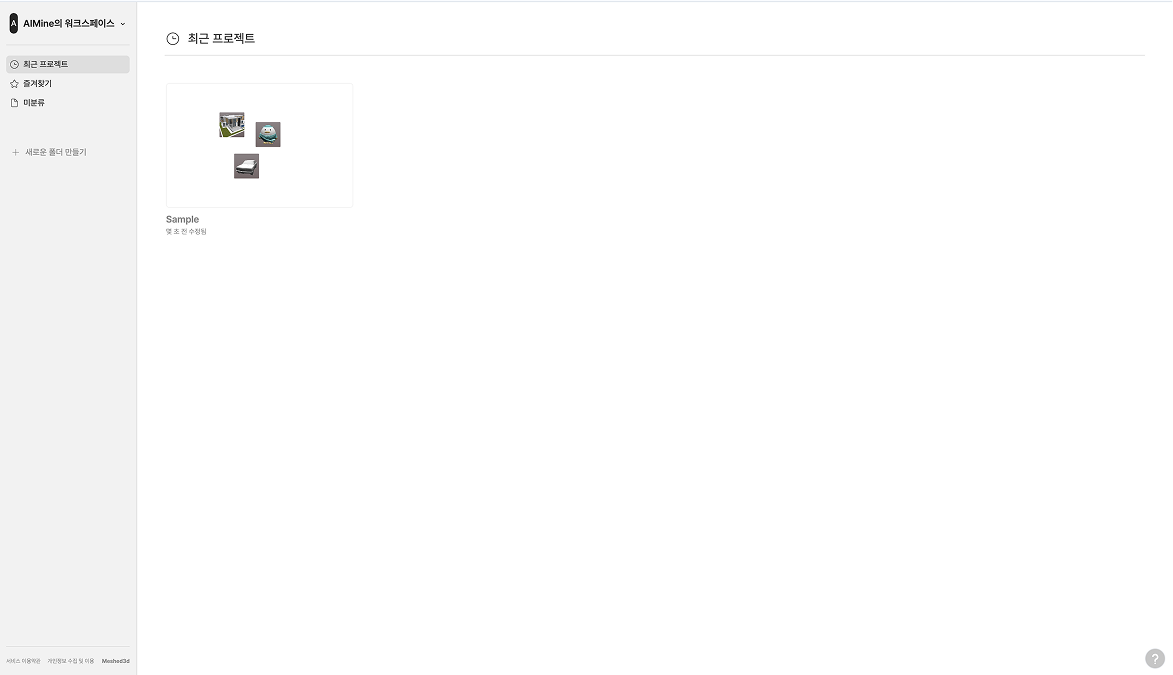 A AIMine의 워크스페이스
최근 프로젝트
즐겨찾기
미분류
새로운 폴더 만들기
최근 프로젝트
Sample
몇 초 전 수정됨
서비스 이용약관 개인정보 수집 및 이용 Meshed3d
?